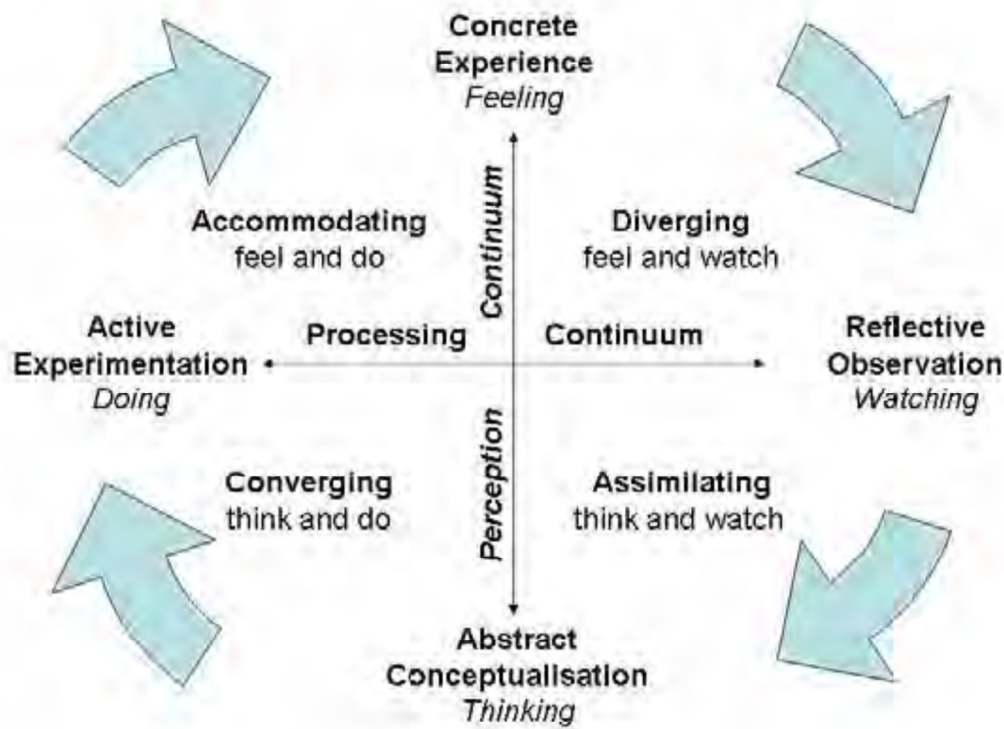 Concrete
Experience
Feeling
Continuum
Accommodating
feel and do
Diverging
feel and watch
Active
Experimentation
Doing
Processing
Continuum
Reflective
Observation
Watching
Perception
Converging
think and do
Assimilating
think and watch
Abstract
Conceptualisation
Thinking